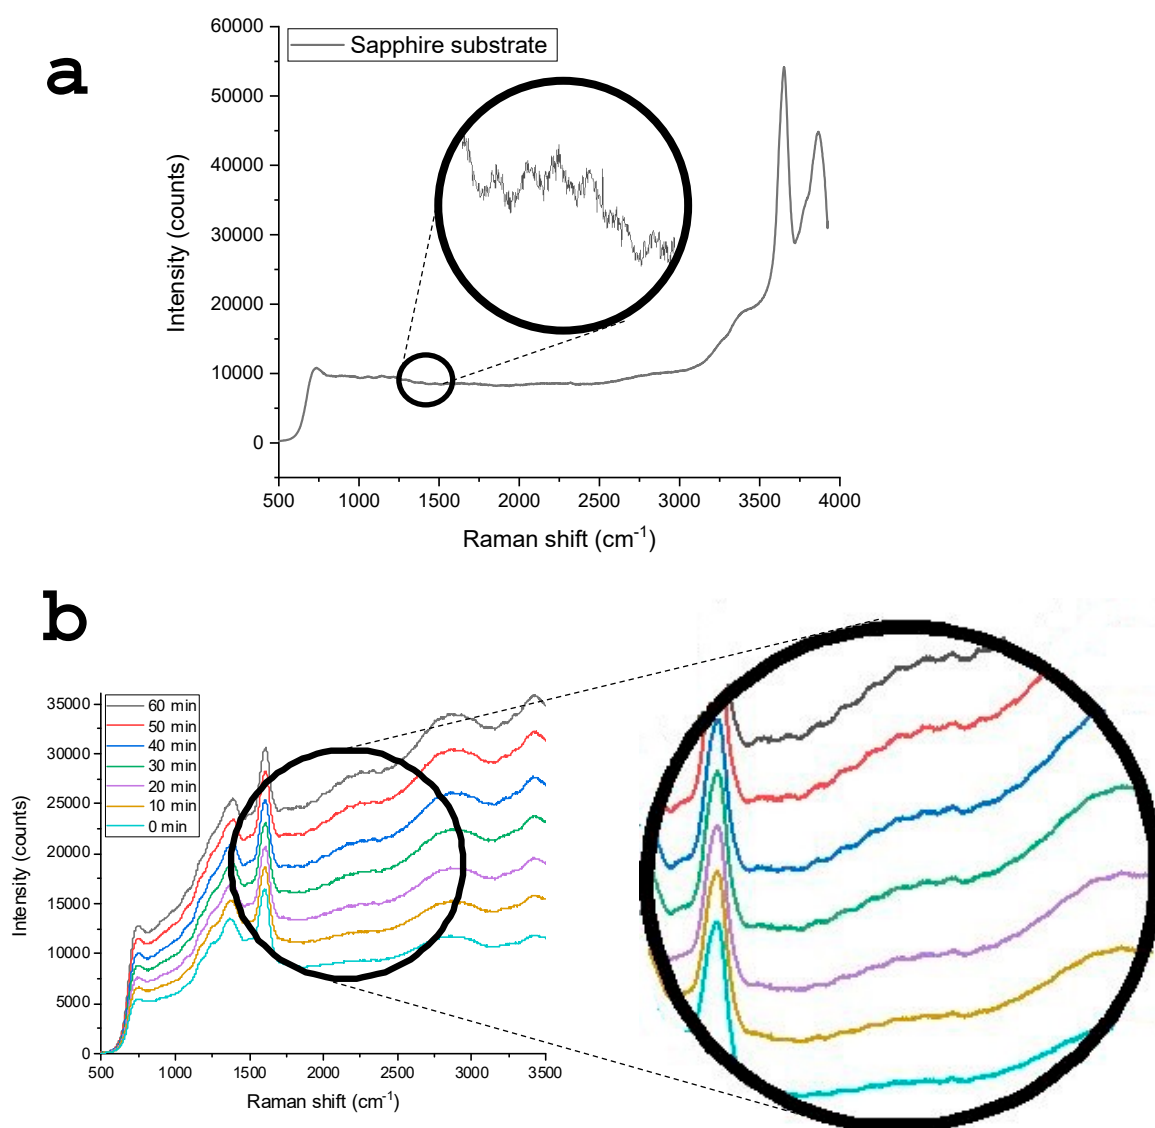 a
Sapphire substrate
60000
50000
40000
30000
20000
10000
0
Intensity (counts)
500 1000 1500 2000 2500 3000 3500 4000
Raman shift (cm-1)
b
60 min
50 min
40 min
30 min
20 min
10 min
0 min
35000
30000
25000
20000
15000
10000
5000
0
Intensity (counts)
500 1000 1500 2000 2500 3000 3500
Raman shift (cm-1)